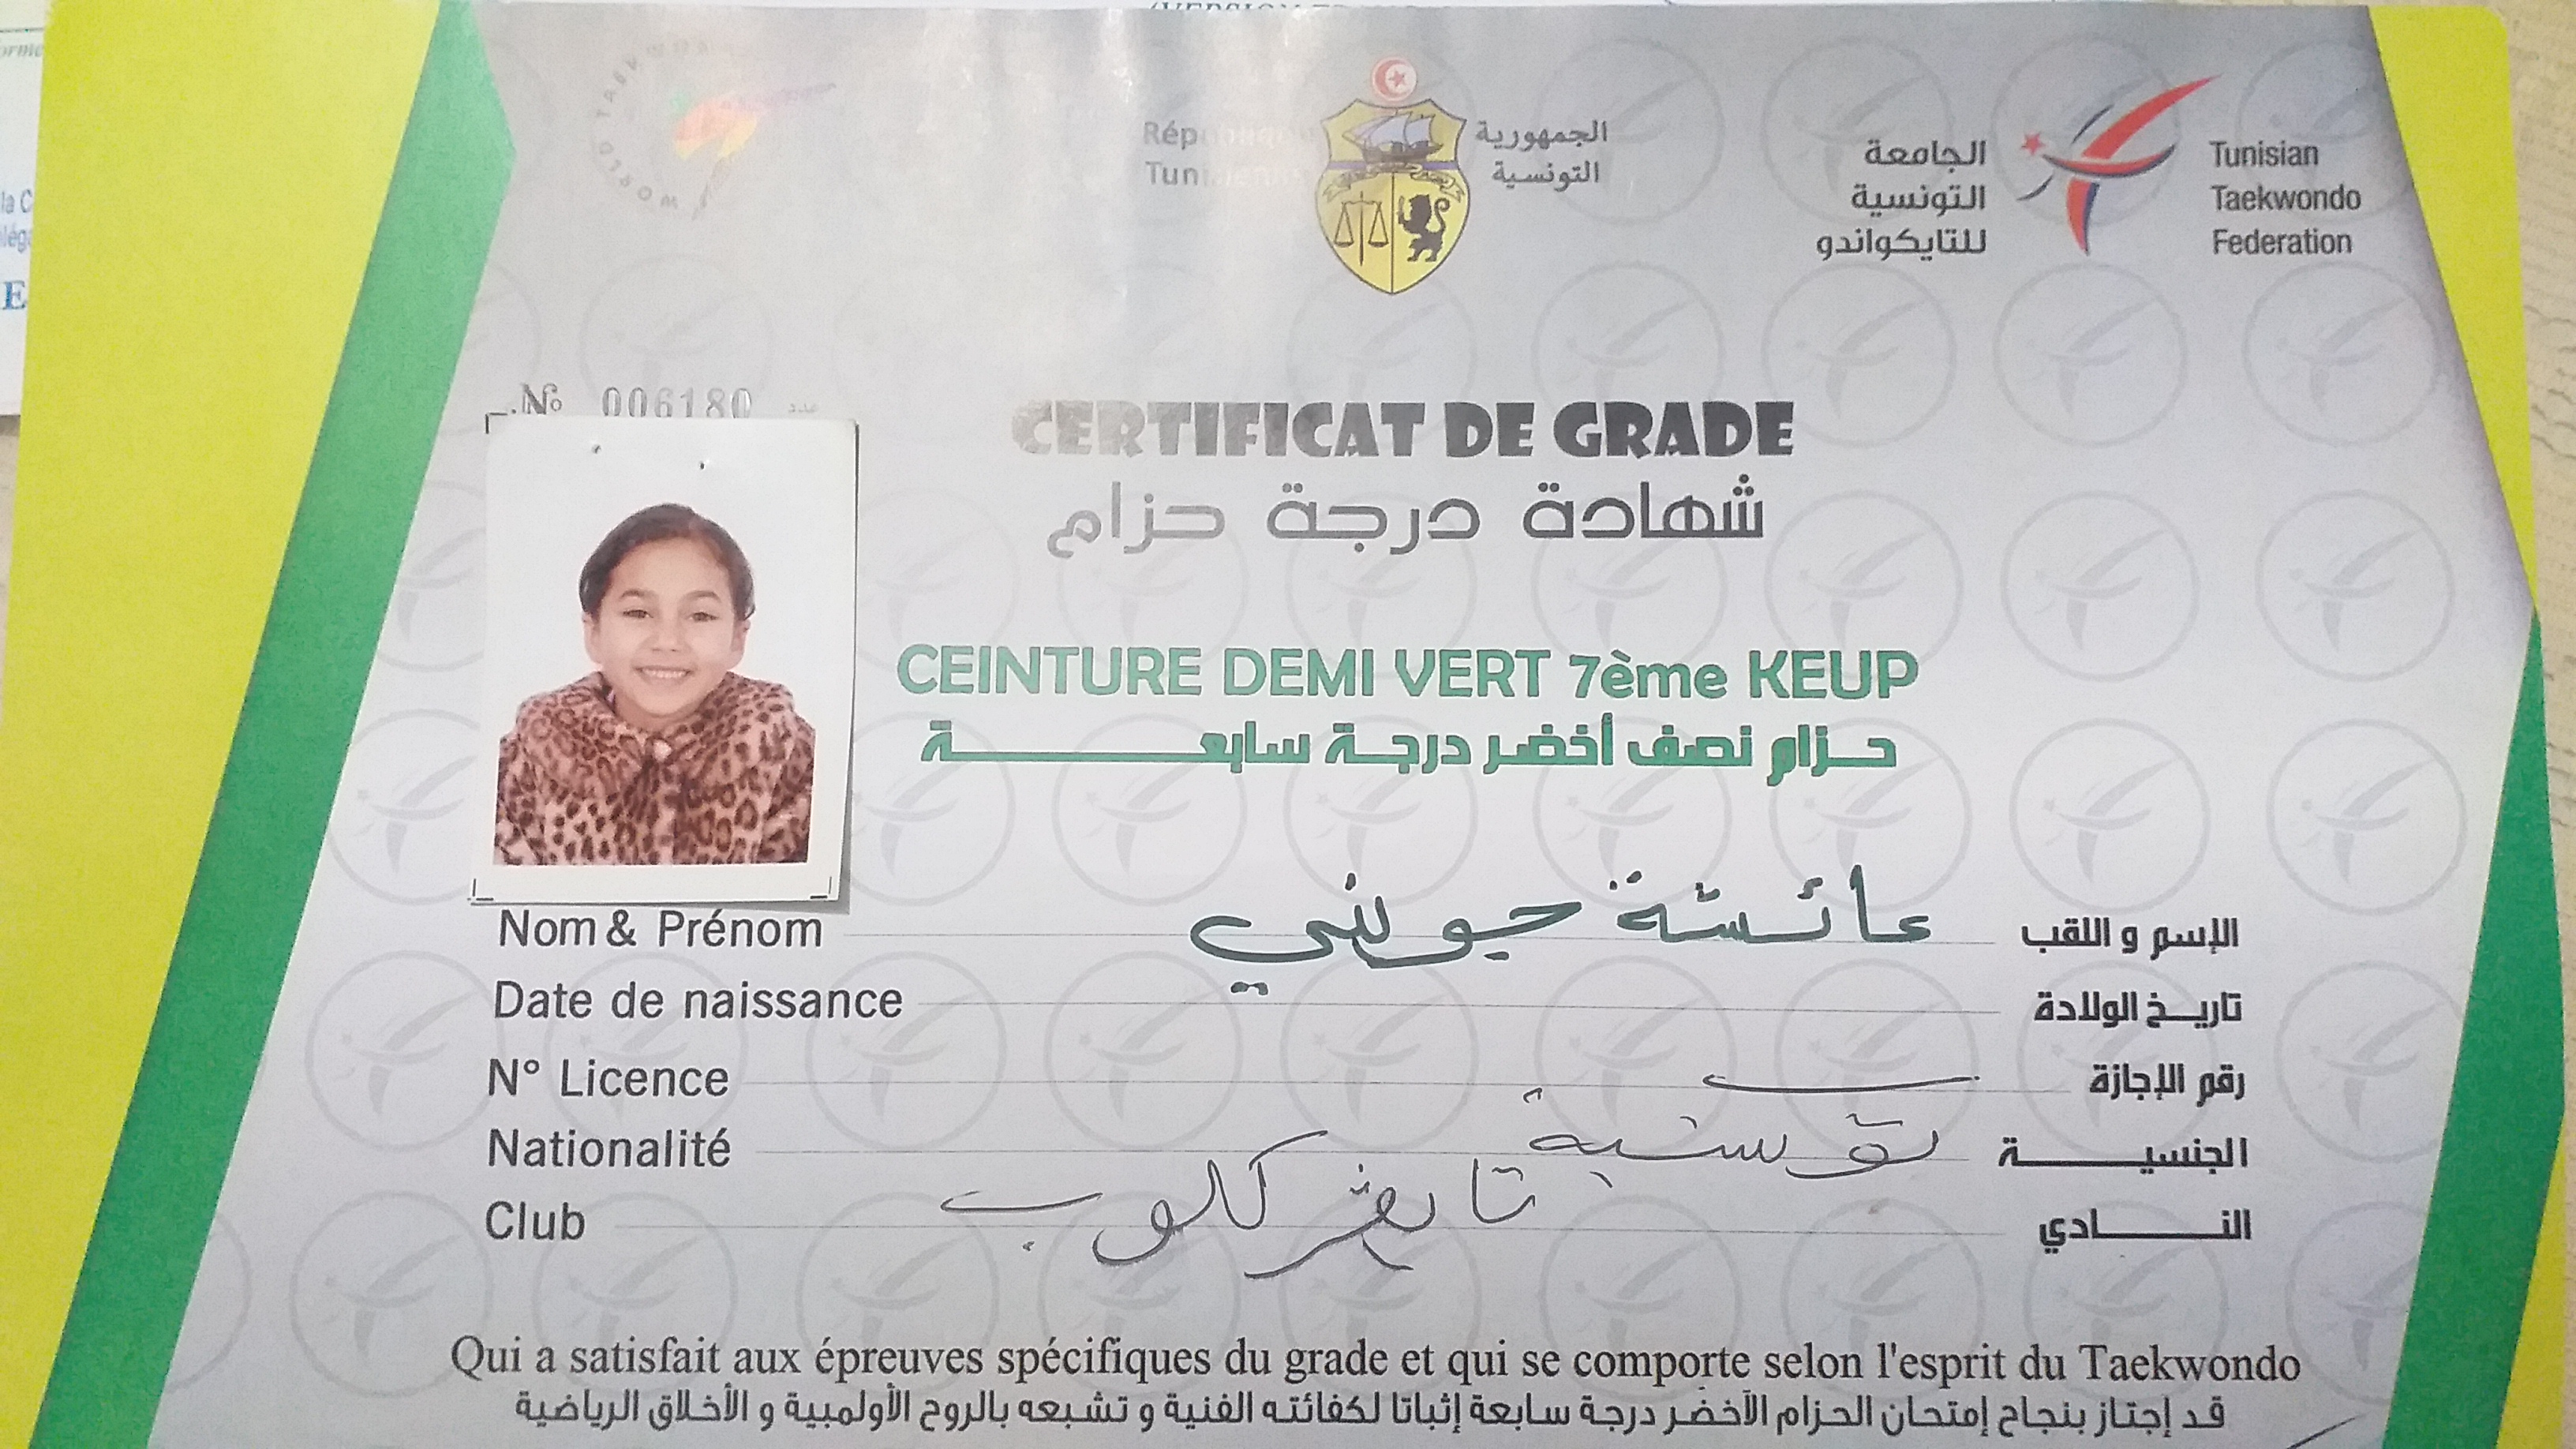 République
Tunisienne
الجمهورية
التونسية
الجامعة
التونسية
للتايكواندو
Tunisian
Taekwondo
Federation
N° 006180 عدد
CERTIFICAT DE GRADE
شهادة درجة حزام
CEINTURE DEMI VERT 7ème KEUP
حزام نصف أخضر درجة سابعة
Nom & Prénom عائشة جويني الإسم و اللقب
Date de naissance تاريخ الولادة
N° Licence رقم الإجازة
Nationalité تونسية الجنسية
Club تايقر كلوب النادي
Qui a satisfait aux épreuves spécifiques du grade et qui se comporte selon l'esprit du Taekwondo
قد إجتاز بنجاح إمتحان الحزام الأخضر درجة سابعة إثباتا لكفائته الفنية و تشبعه بالروح الأولمبية و الأخلاق الرياضية